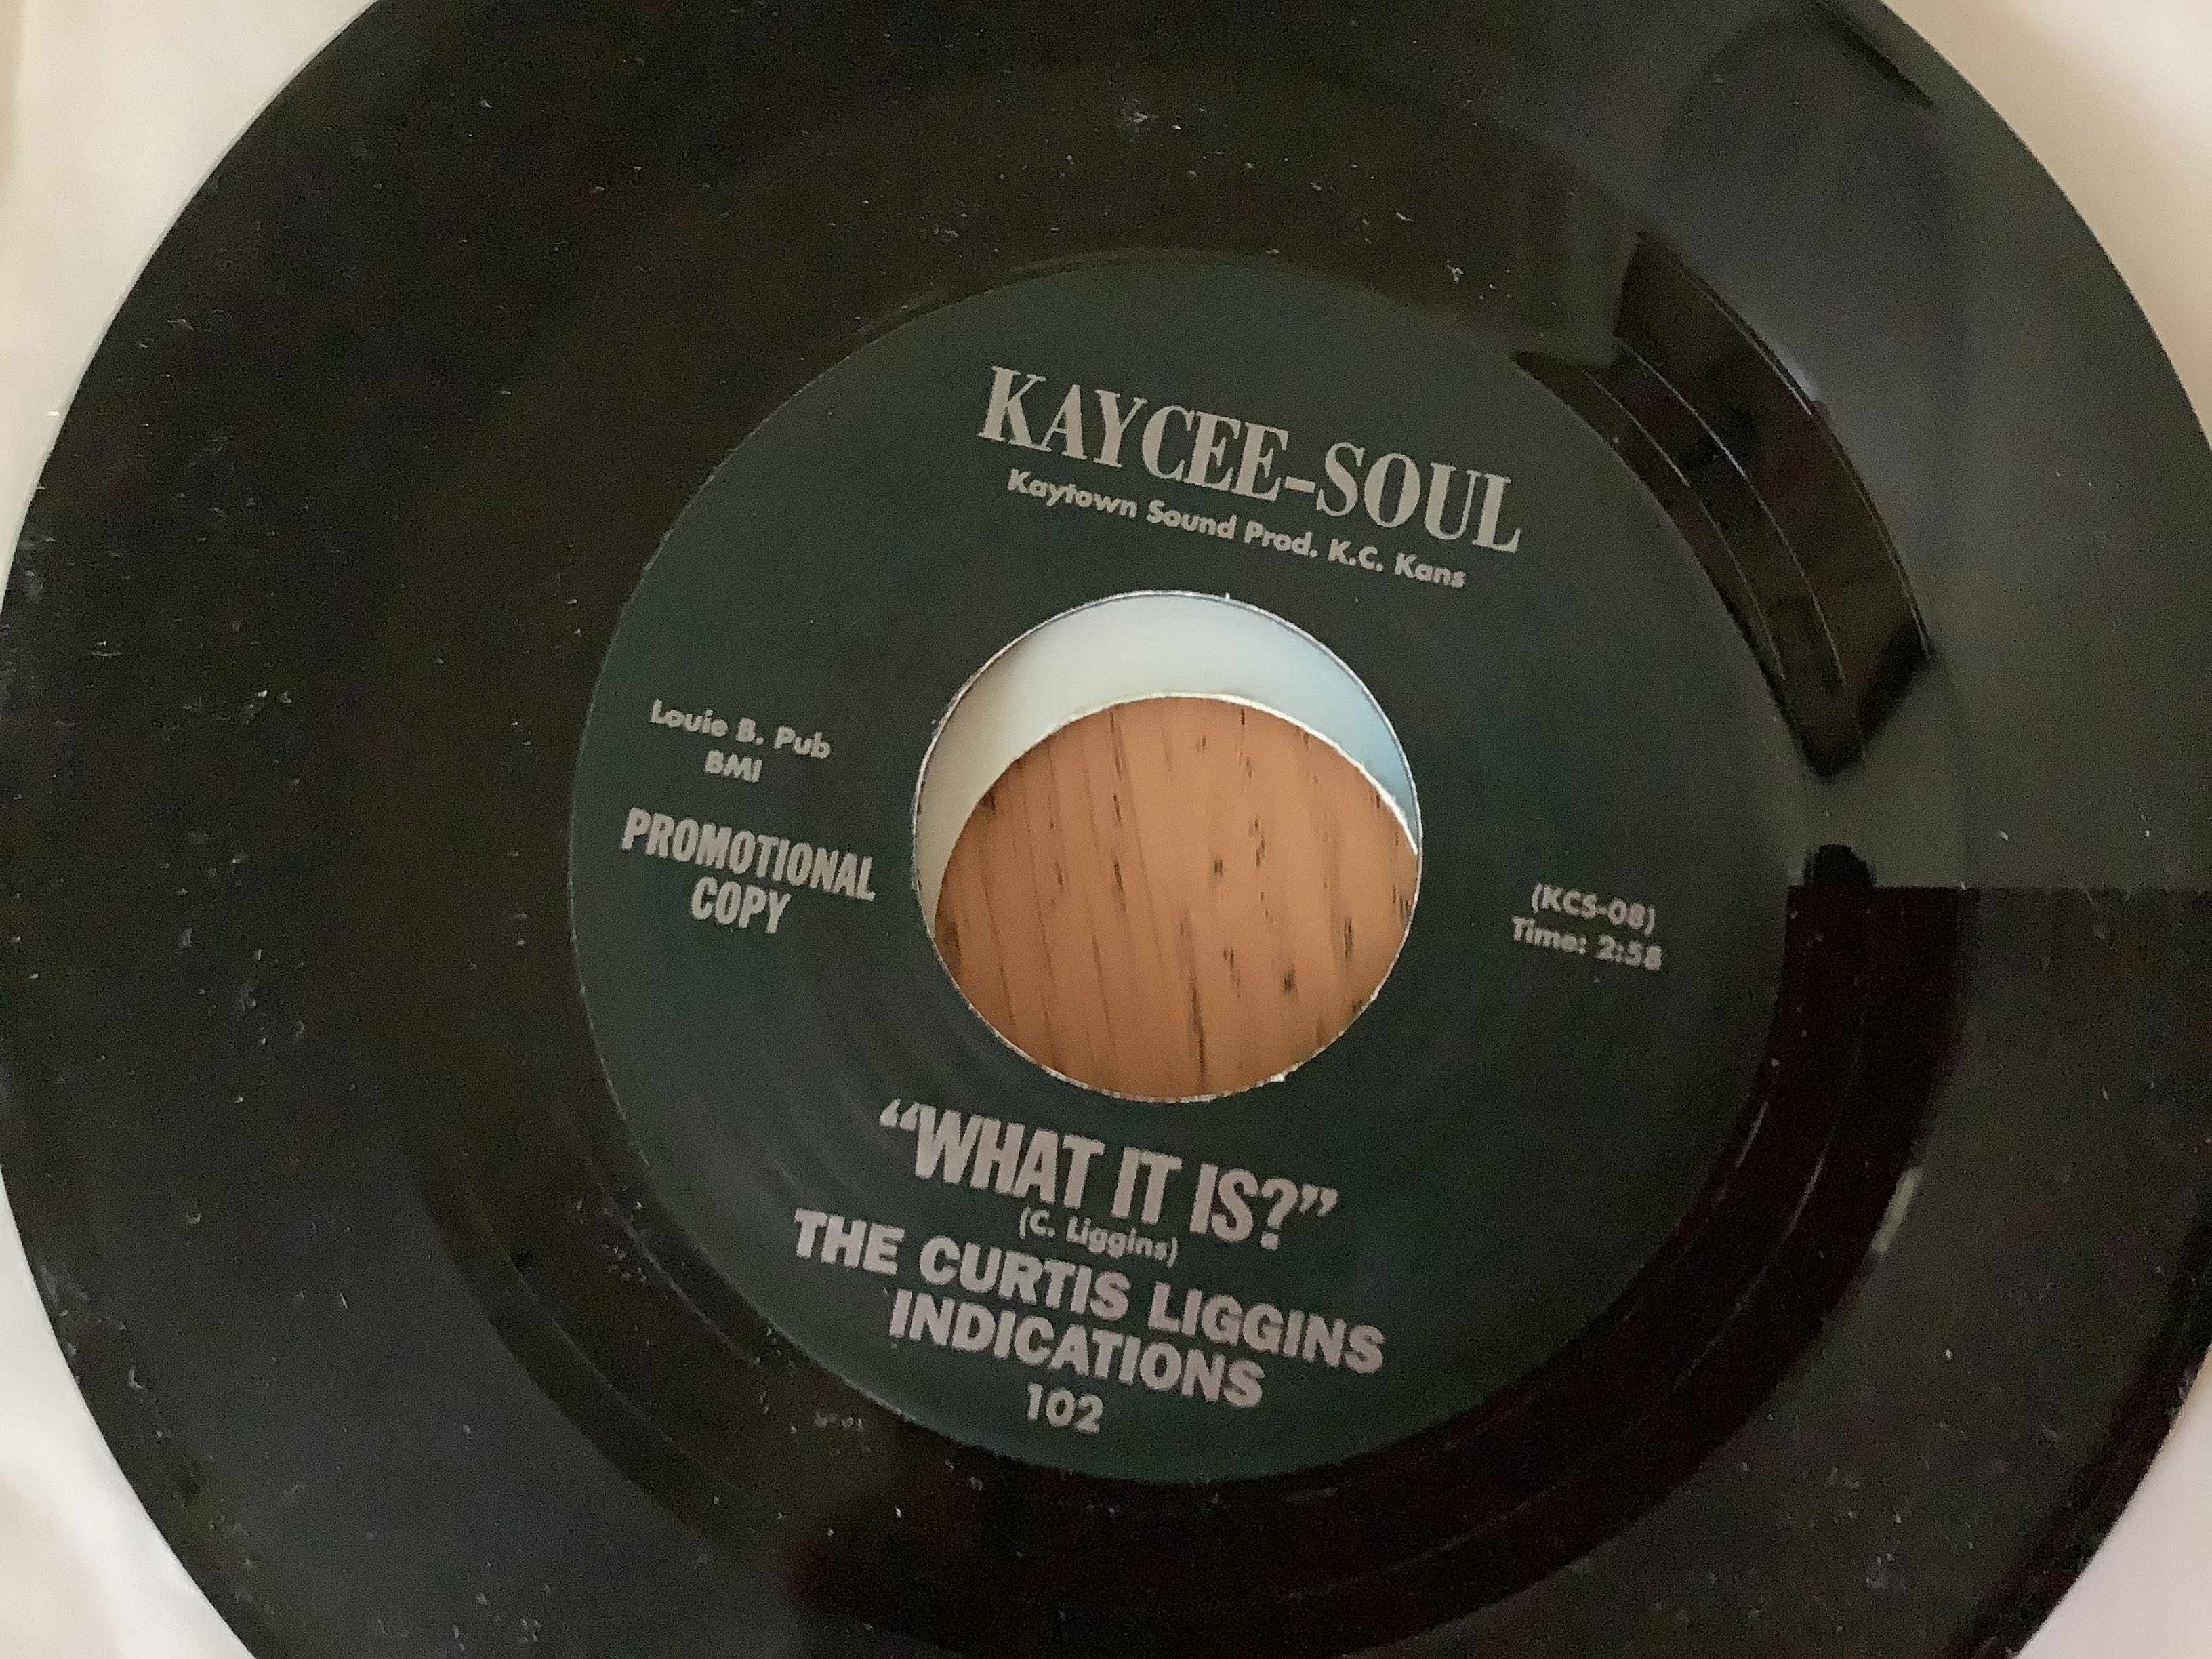 KAYCEE-SOUL
Kaytown Sound Prod. K.C. Kans
Louie B. Pub
BMI
PROMOTIONAL
COPY
(KCS-08)
Time: 2:58
“WHAT IT IS?”
(C. Liggins)
THE CURTIS LIGGINS
INDICATIONS
102